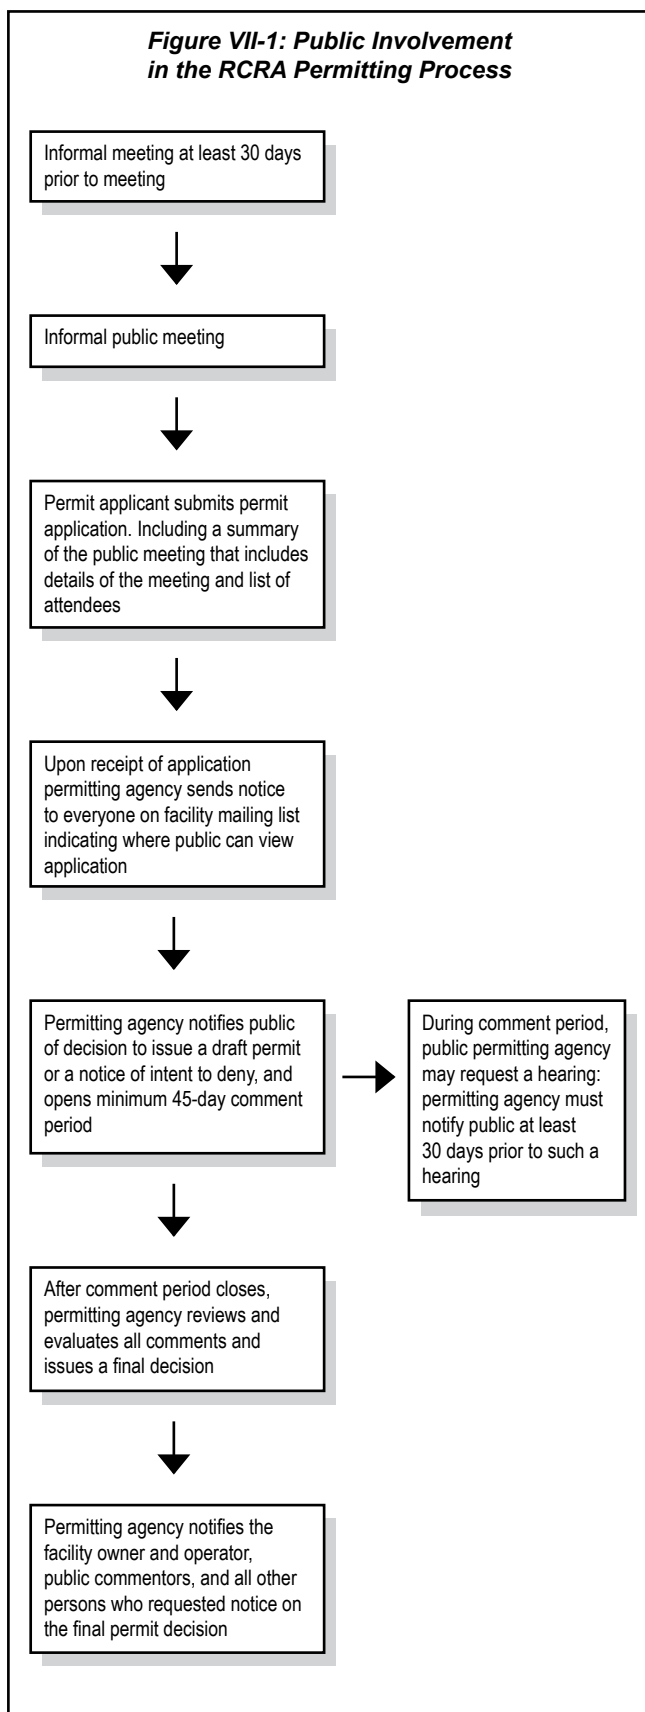 Figure VII-1: Public Involvement
in the RCRA Permitting Process
Informal meeting at least 30 days
prior to meeting
Informal public meeting
Permit applicant submits permit
application. Including a summary
of the public meeting that includes
details of the meeting and list of
attendees
Upon receipt of application
permitting agency sends notice
to everyone on facility mailing list
indicating where public can view
application
Permitting agency notifies public
of decision to issue a draft permit
or a notice of intent to deny, and
opens minimum 45-day comment
period
During comment period,
public permitting agency
may request a hearing:
permitting agency must
notify public at least
30 days prior to such a
hearing
After comment period closes,
permitting agency reviews and
evaluates all comments and
issues a final decision
Permitting agency notifies the
facility owner and operator,
public commentors, and all other
persons who requested notice on
the final permit decision